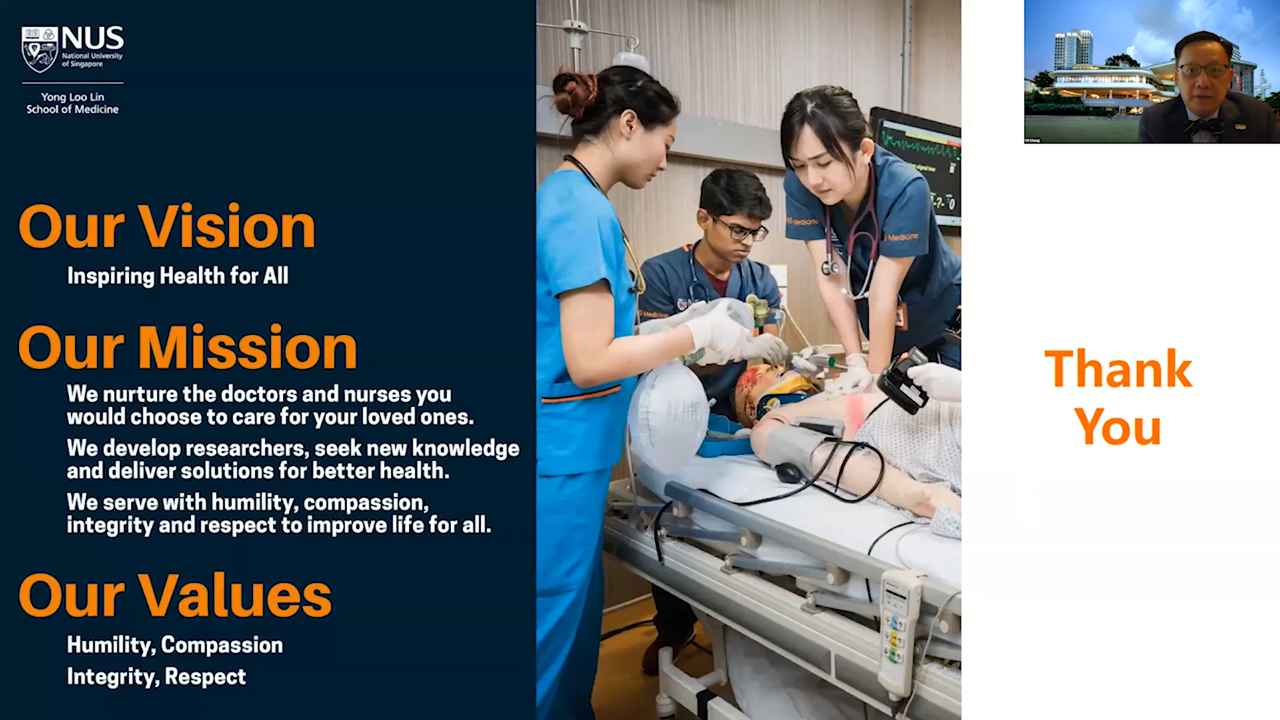 NUS
National University
of Singapore
Yong Loo Lin
School of Medicine
Our Vision
Inspiring Health for All
Our Mission
We nurture the doctors and nurses you
would choose to care for your loved ones.
We develop researchers, seek new knowledge
and deliver solutions for better health.
We serve with humility, compassion,
integrity and respect to improve life for all.
Our Values
Humility, Compassion
Integrity, Respect
Medicine
Medicine
Medicine
Thank
You